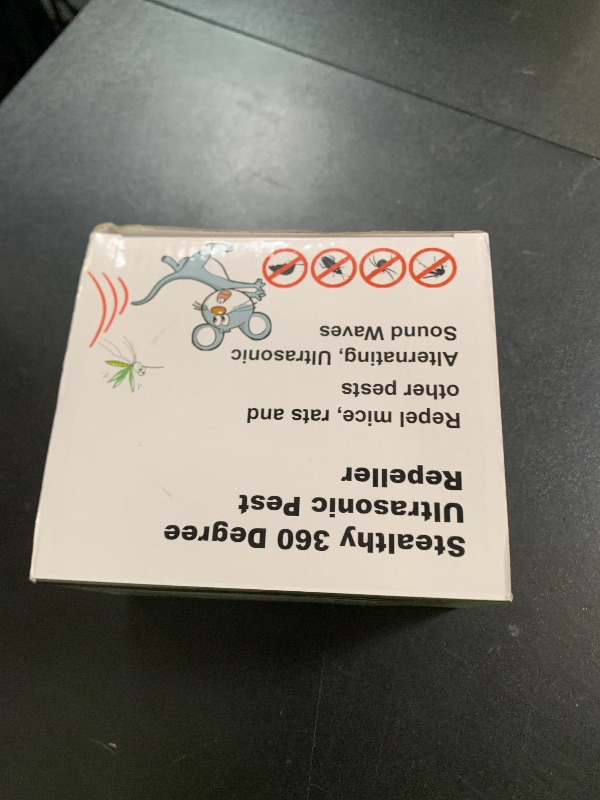 Stealthy 360 Degree
Ultrasonic Pest
Repeller
Repel mice, rats and
other pests
Alternating, Ultrasonic
Sound Waves